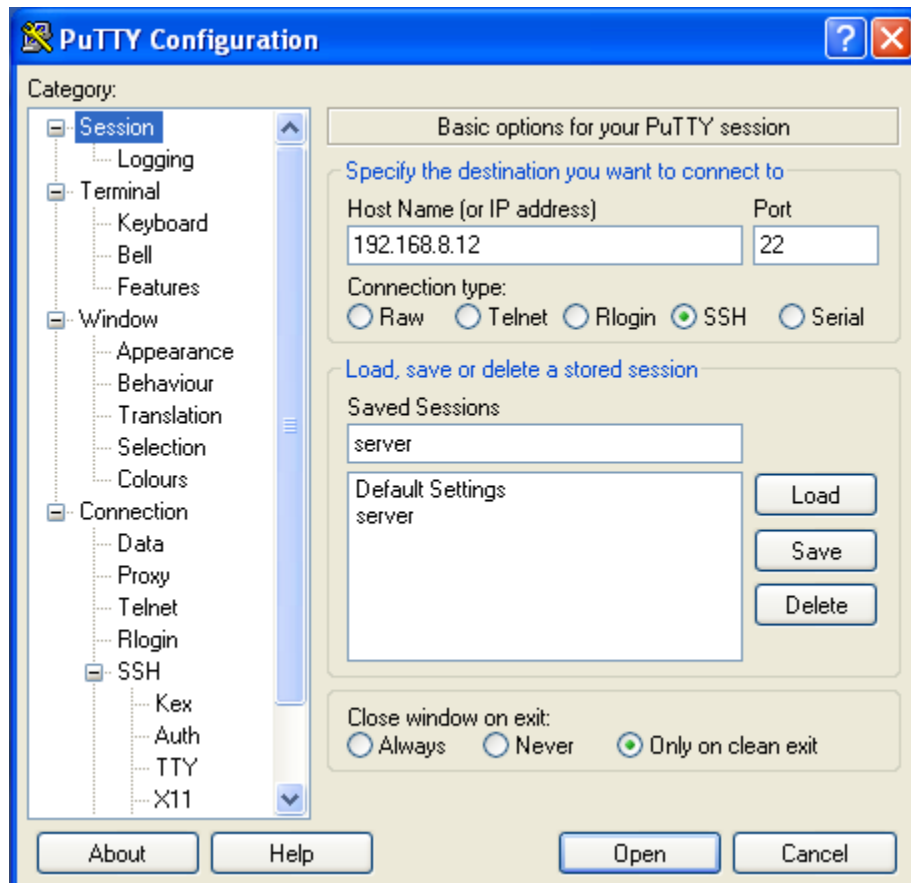 PuTTY Configuration
Category:
Session
Logging
Terminal
Keyboard
Bell
Features
Window
Appearance
Behaviour
Translation
Selection
Colours
Connection
Data
Proxy
Telnet
Rlogin
SSH
Kex
Auth
TTY
X11
Basic options for your PuTTY session
Specify the destination you want to connect to
Host Name (or IP address) Port
192.168.8.12 22
Connection type:
Raw Telnet Rlogin SSH Serial
Load, save or delete a stored session
Saved Sessions
server
Default Settings
server
Load
Save
Delete
Close window on exit:
Always Never Only on clean exit
About Help Open Cancel